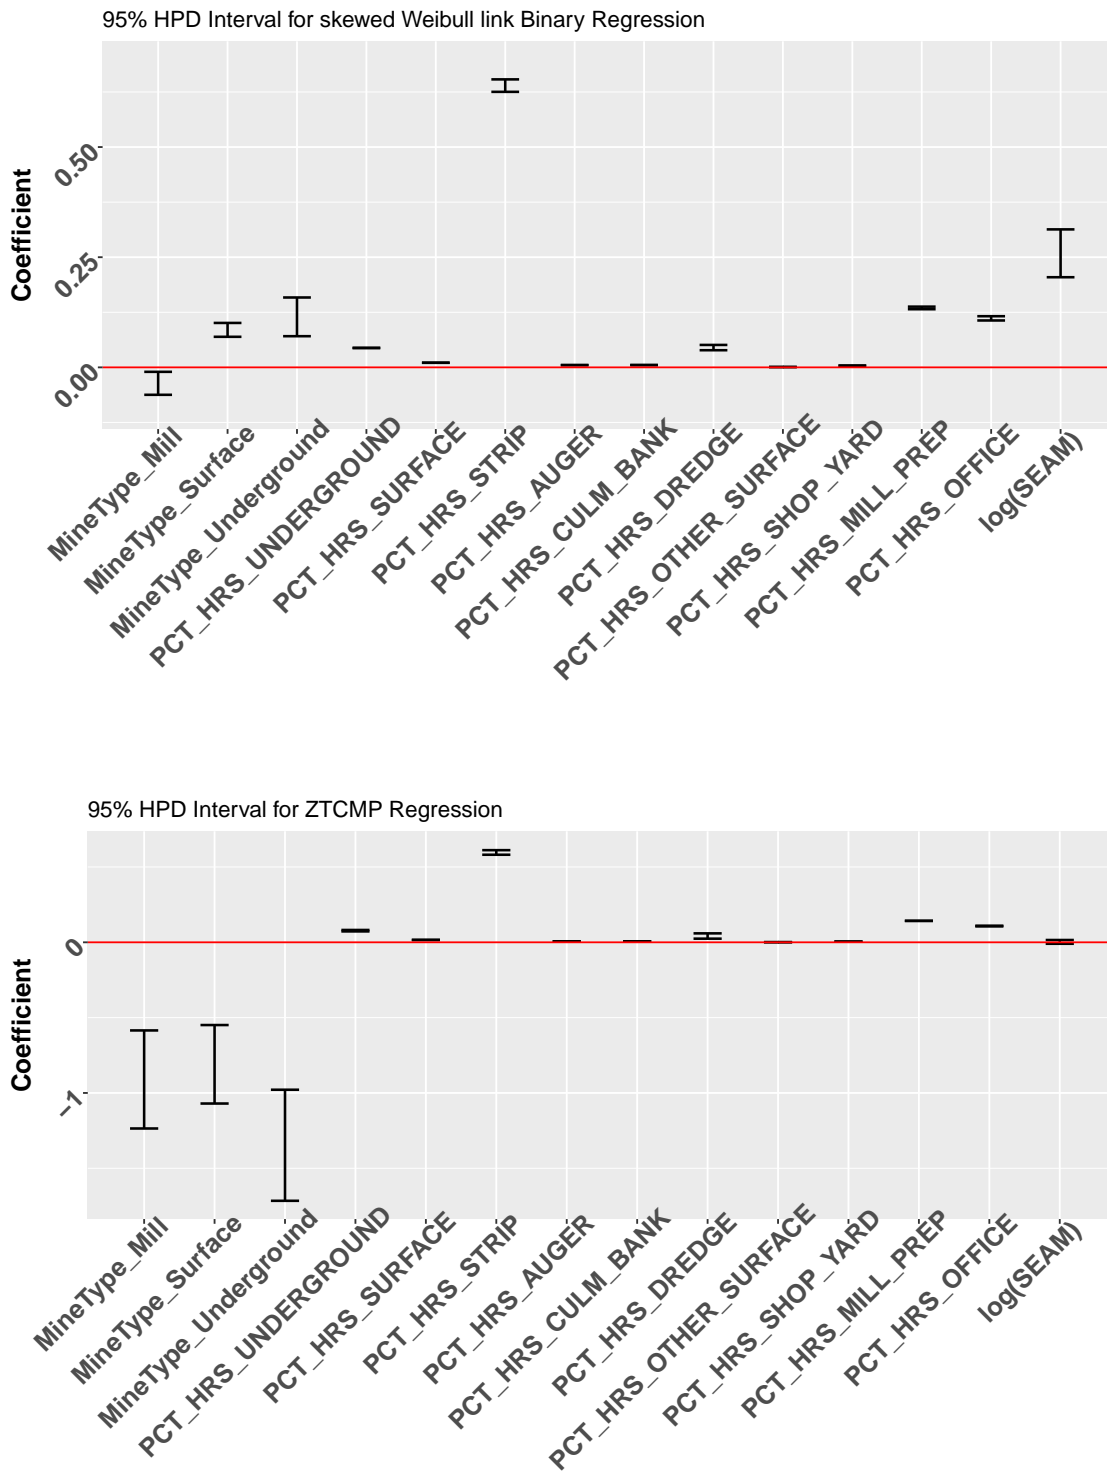 95% HPD Interval for skewed Weibull link Binary Regression
Coefficient
0.50
0.25
0.00
MineType_Mill
MineType_Surface
MineType_Underground
PCT_HRS_UNDERGROUND
PCT_HRS_SURFACE
PCT_HRS_STRIP
PCT_HRS_AUGER
PCT_HRS_CULM_BANK
PCT_HRS_DREDGE
PCT_HRS_OTHER_SURFACE
PCT_HRS_SHOP_YARD
PCT_HRS_MILL_PREP
PCT_HRS_OFFICE
log(SEAM)
95% HPD Interval for ZTCMP Regression
Coefficient
0
−1
MineType_Mill
MineType_Surface
MineType_Underground
PCT_HRS_UNDERGROUND
PCT_HRS_SURFACE
PCT_HRS_STRIP
PCT_HRS_AUGER
PCT_HRS_CULM_BANK
PCT_HRS_DREDGE
PCT_HRS_OTHER_SURFACE
PCT_HRS_SHOP_YARD
PCT_HRS_MILL_PREP
PCT_HRS_OFFICE
log(SEAM)